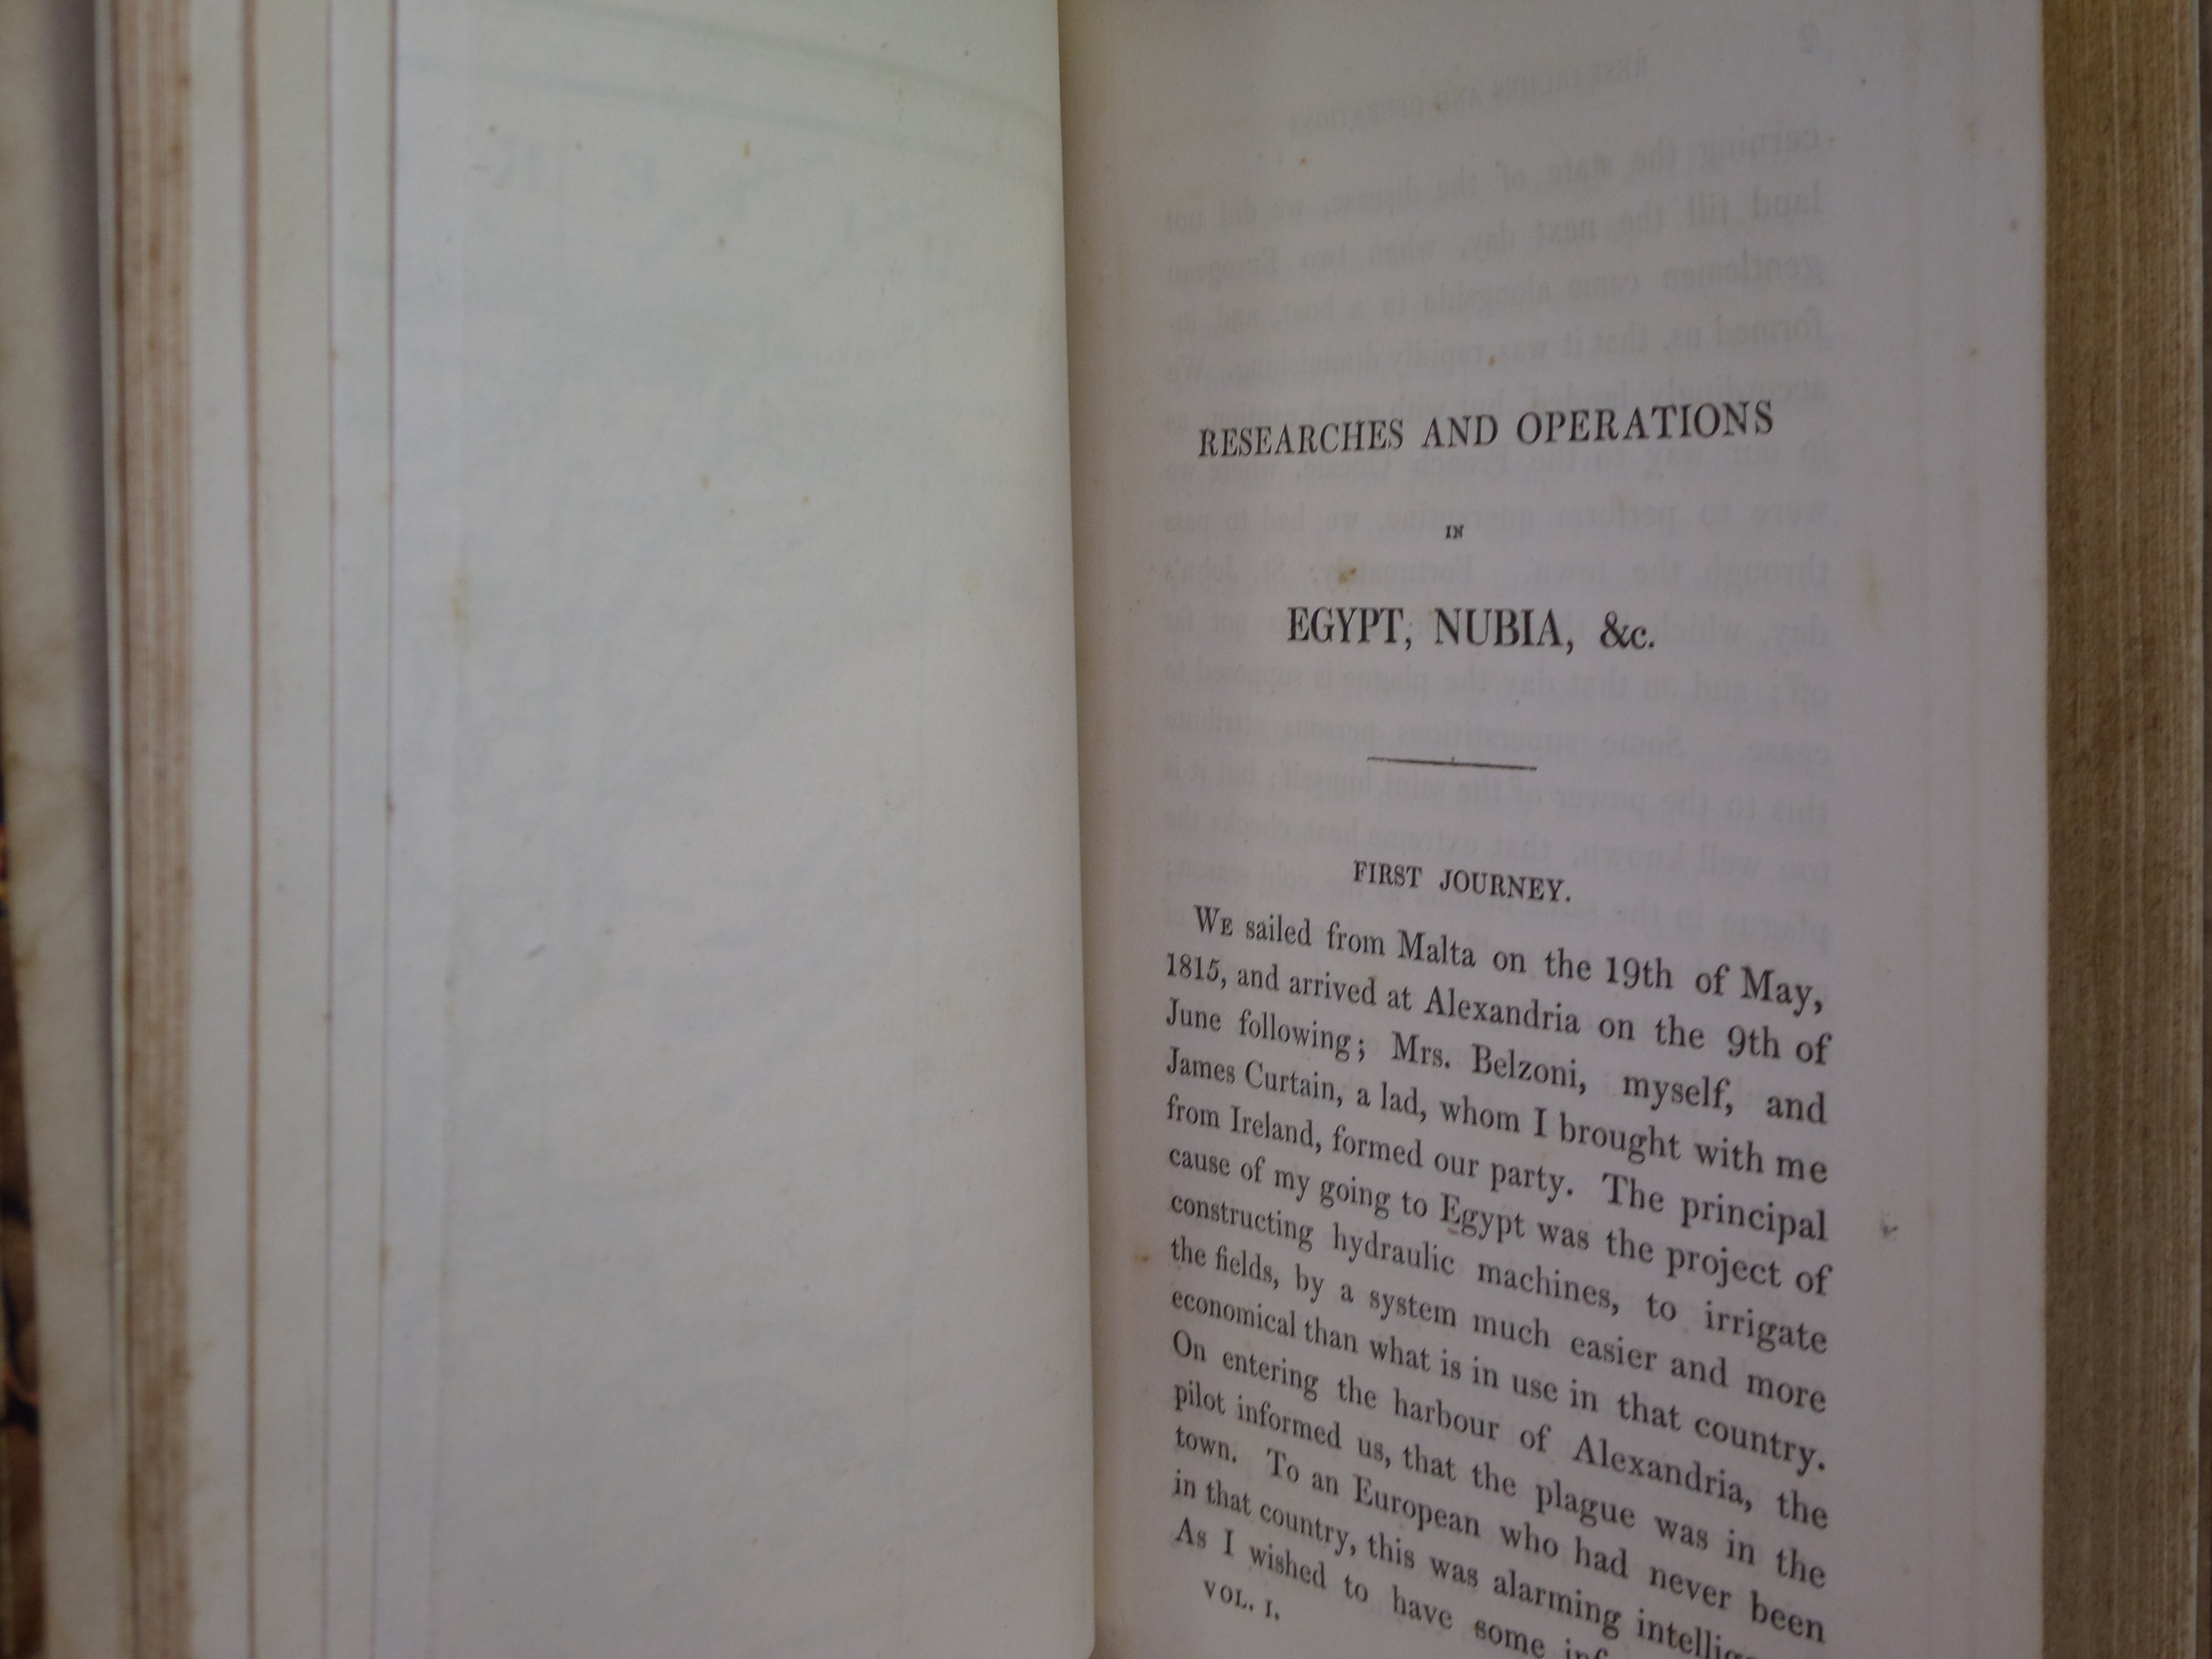 RESEARCHES AND OPERATIONS
IN
EGYPT, NUBIA, &c.
FIRST JOURNEY.
WE sailed from Malta on the 19th of May,
1815, and arrived at Alexandria on the 9th of
June following; Mrs. Belzoni, myself, and
James Curtain, a lad, whom I brought with me
from Ireland, formed our party. The principal
cause of my going to Egypt was the project of
constructing hydraulic machines, to irrigate
the fields, by a system much easier and more
economical than what is in use in that country.
On entering the harbour of Alexandria, the
pilot informed us, that the plague was in the
town. To an European who had never been
in that country, this was alarming
As I wished to have some
VOL. I.